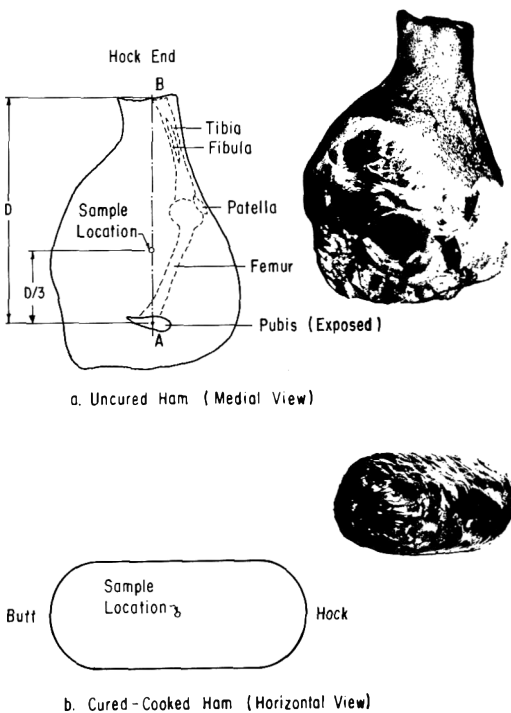 Hock End
B
Tibia
Fibula
D
Patella
Sample
Location
Femur
D/3
Pubis (Exposed)
A
a. Uncured Ham (Medial View)
Sample
Location
Butt
Hock
b. Cured-Cooked Ham (Horizontal View)